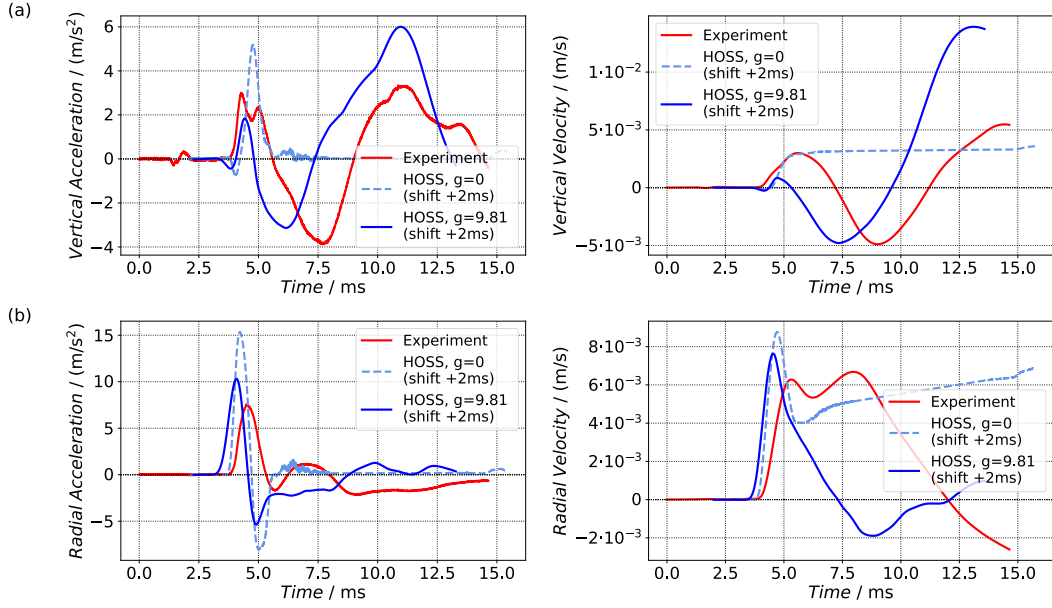 (a)
Vertical Acceleration / (m/s²)
6
4
2
0
−2
−4
0.0 2.5 5.0 7.5 10.0 12.5 15.0
Time / ms
Experiment
HOSS, g=0
(shift +2ms)
HOSS, g=9.81
(shift +2ms)
Vertical Velocity / (m/s)
1·10⁻²
5·10⁻³
0
−5·10⁻³
0.0 2.5 5.0 7.5 10.0 12.5 15.0
Time / ms
Experiment
HOSS, g=0
(shift +2ms)
HOSS, g=9.81
(shift +2ms)
(b)
Radial Acceleration / (m/s²)
15
10
5
0
−5
0.0 2.5 5.0 7.5 10.0 12.5 15.0
Time / ms
Experiment
HOSS, g=0
(shift +2ms)
HOSS, g=9.81
(shift +2ms)
Radial Velocity / (m/s)
8·10⁻³
6·10⁻³
4·10⁻³
2·10⁻³
0
−2·10⁻³
0.0 2.5 5.0 7.5 10.0 12.5 15.0
Time / ms
Experiment
HOSS, g=0
(shift +2ms)
HOSS, g=9.81
(shift +2ms)